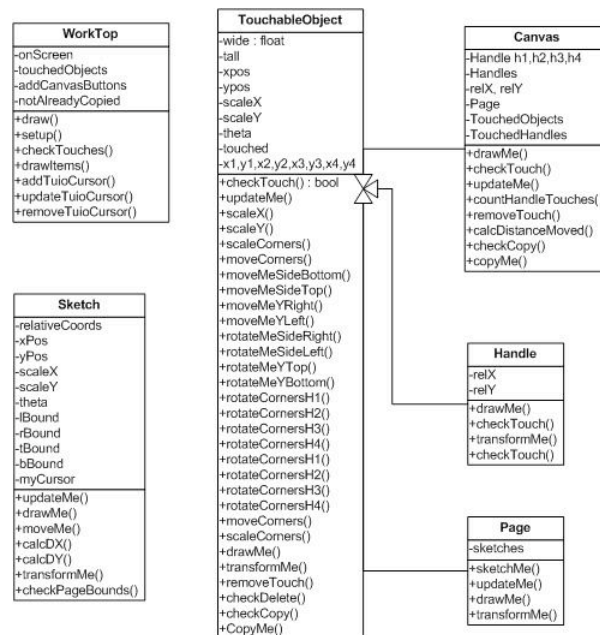 WorkTop
-onScreen
-touchedObjects
-addCanvasButtons
-notAlreadyCopied
+draw()
+setup()
+checkTouches()
+drawItems()
+addTuioCursor()
+updateTuioCursor()
+removeTuioCursor()
Sketch
-relativeCoords
-xPos
-yPos
-scaleX
-scaleY
-theta
-lBound
-rBound
-tBound
-bBound
-myCursor
+updateMe()
+drawMe()
+moveMe()
+calcDX()
+calcDY()
+transformMe()
+checkPageBounds()
TouchableObject
-wide : float
-tall
-xpos
-ypos
-scaleX
-scaleY
-theta
-touched
-x1,y1,x2,y2,x3,y3,x4,y4
+checkTouch() : bool
+updateMe()
+scaleX()
+scaleY()
+scaleCorners()
+moveCorners()
+moveMeSideBottom()
+moveMeSideTop()
+moveMeYRight()
+moveMeYLeft()
+rotateMeSideRight()
+rotateMeSideLeft()
+rotateMeYTop()
+rotateMeYBottom()
+rotateCornersH1()
+rotateCornersH2()
+rotateCornersH3()
+rotateCornersH4()
+rotateCornersH1()
+rotateCornersH2()
+rotateCornersH3()
+rotateCornersH4()
+moveCorners()
+scaleCorners()
+drawMe()
+transformMe()
+removeTouch()
+checkDelete()
+checkCopy()
+CopyMe()
Canvas
-Handle h1,h2,h3,h4
-Handles
-relX, relY
-Page
-TouchedObjects
-TouchedHandles
+drawMe()
+checkTouch()
+updateMe()
+countHandleTouches(
+removeTouch()
+calcDistanceMoved()
+checkCopy()
+copyMe()
Handle
-relX
-relY
+drawMe()
+checkTouch()
+transformMe()
+checkTouch()
Page
-sketches
+sketchMe()
+updateMe()
+drawMe()
+transformMe()